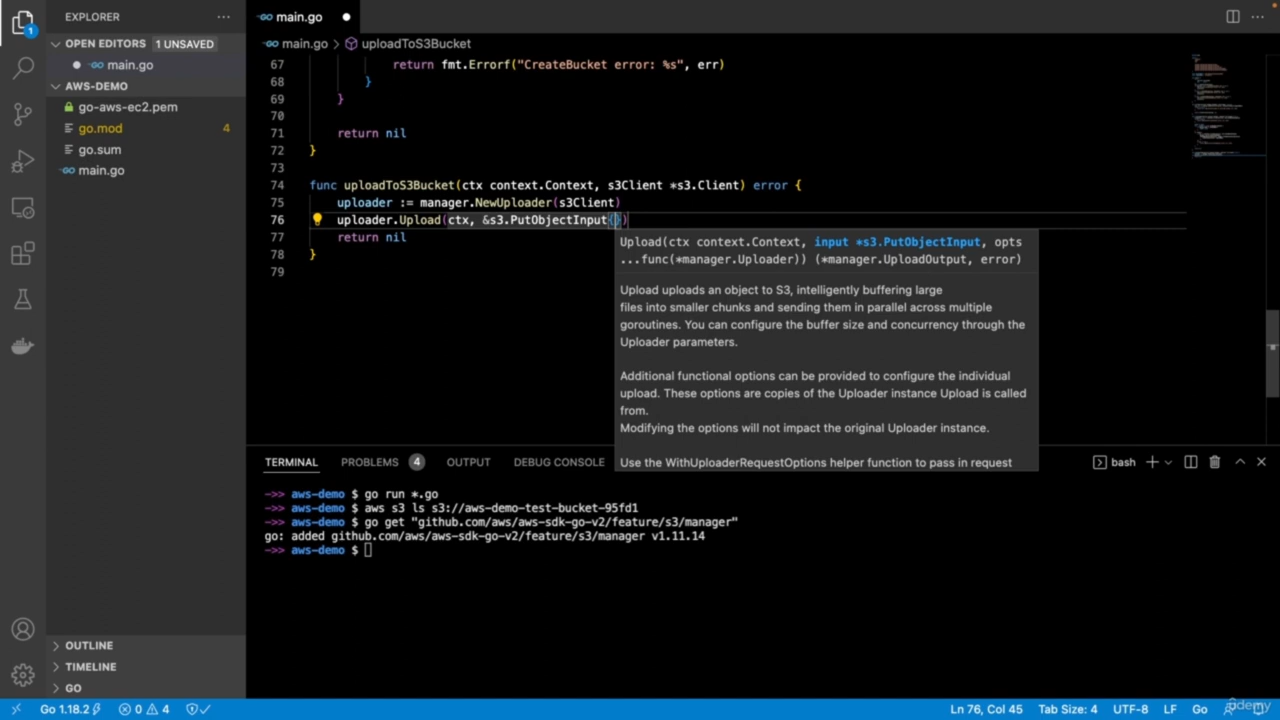 EXPLORER
OPEN EDITORS 1 UNSAVED
main.go
AWS-DEMO
go-aws-ec2.pem
go.mod 4
go.sum
main.go
OUTLINE
TIMELINE
GO
1
main.go
main.go > uploadToS3Bucket
67 return fmt.Errorf("CreateBucket error: %s", err)
68 }
69 }
70
71 return nil
72 }
73
74 func uploadToS3Bucket(ctx context.Context, s3Client *s3.Client) error {
75 uploader := manager.NewUploader(s3Client)
76 uploader.Upload(ctx, &s3.PutObjectInput{})
77 return nil
78 }
79
Upload(ctx context.Context, input *s3.PutObjectInput, opts
...func(*manager.Uploader)) (*manager.UploadOutput, error)
Upload uploads an object to S3, intelligently buffering large
files into smaller chunks and sending them in parallel across multiple
goroutines. You can configure the buffer size and concurrency through the
Uploader parameters.
Additional functional options can be provided to configure the individual
upload. These options are copies of the Uploader instance Upload is called
from.
Modifying the options will not impact the original Uploader instance.
Use the WithUploaderRequestOptions helper function to pass in request
TERMINAL PROBLEMS 4 OUTPUT DEBUG CONSOLE
bash
->> aws-demo $ go run *.go
->> aws-demo $ aws s3 ls s3://aws-demo-test-bucket-95fd1
->> aws-demo $ go get "github.com/aws/aws-sdk-go-v2/feature/s3/manager"
go: added github.com/aws/aws-sdk-go-v2/feature/s3/manager v1.11.14
->> aws-demo $
Go 1.18.2 0 4
Ln 76, Col 45 Tab Size: 4 UTF-8 LF Go
udemy